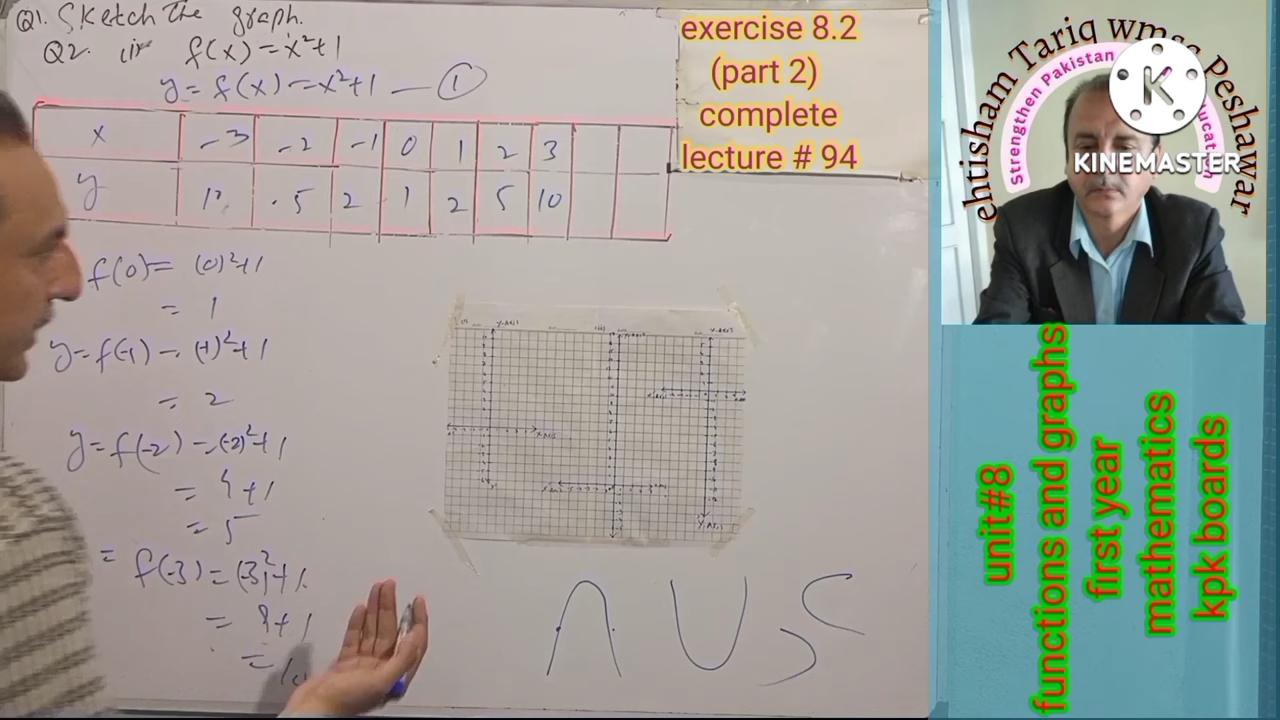 Q1. Sketch the graph.
Q2. f(x) = x²+1
y = f(x) = x²+1 — ①
x -3 -2 -1 0 1 2 3
y 5 2 1 2 5 10
f(0) = (0)²+1
= 1
y = f(-1) = (-1)²+1
= 2
y = f(-2) = (-2)²+1
= 4+1
= 5
= f(-3) = (-3)²+1
= 9+1
=
X-AXIS
Y-AXIS
exercise 8.2
(part 2)
complete
lecture # 94
ehtisham Tariq wmsc Peshawar
Strengthen Pakistan
K
KINEMASTER
unit#8
functions and graphs
first year
mathematics
kpk boards